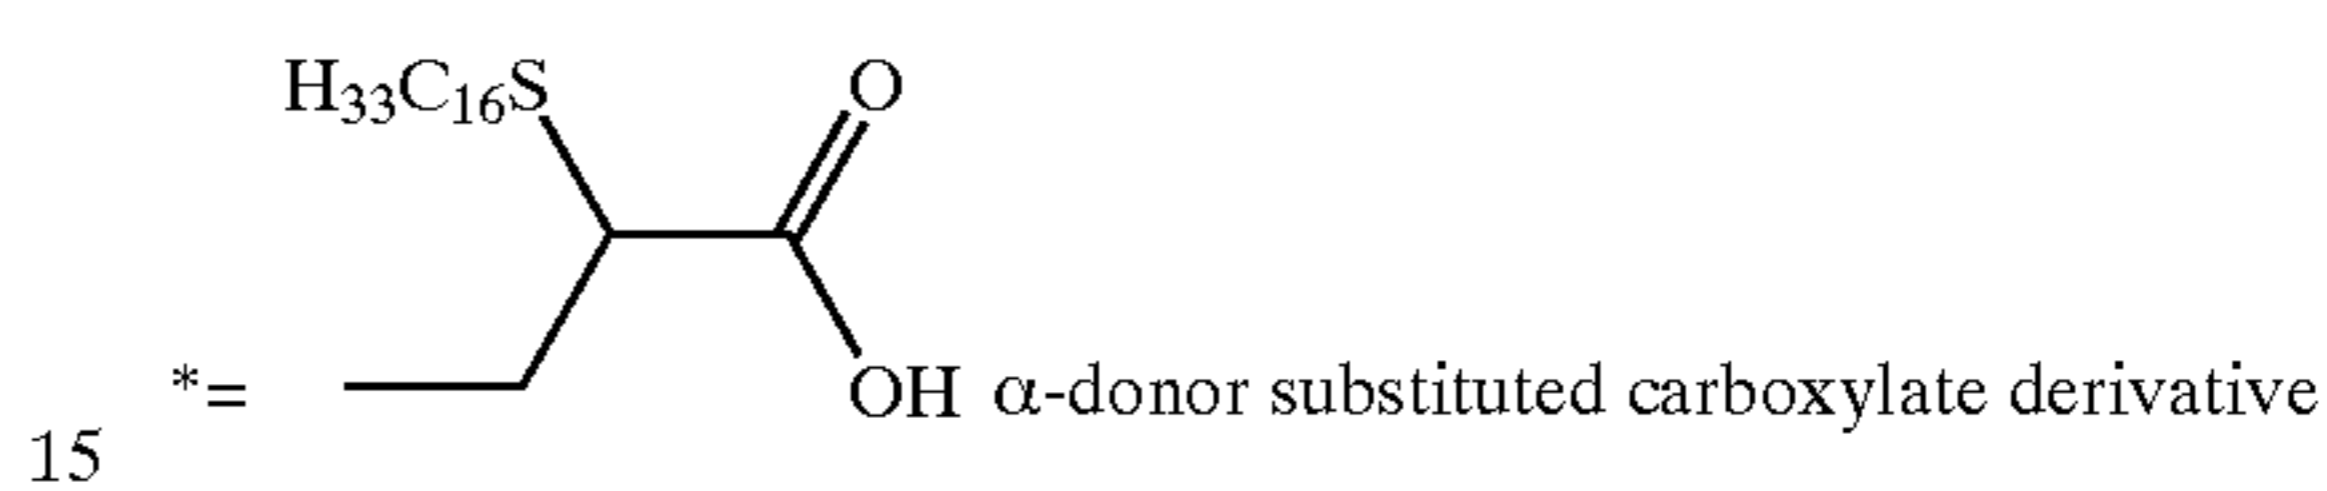 H₃₃C₁₆S O
*= OH α-donor substituted carboxylate derivative
15